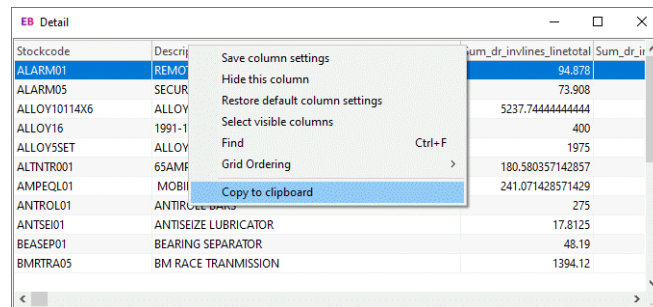 EB Detail
Stockcode Descrip Sum_dr_invlines_linetotal Sum_dr_in
ALARM01 REMOT 94.878
ALARM05 SECUR 73.908
ALLOY10114X6 ALLOY 5237.74444444444
ALLOY16 1991-1 400
ALLOY5SET ALLOY 1975
ALTNTR001 65AMP 180.580357142857
AMPEQL01 MOBIL 241.071428571429
ANTROL01 ANTIROLL BARS 275
ANTSEI01 ANTISEIZE LUBRICATOR 17.8125
BEASEP01 BEARING SEPARATOR 48.19
BMRTRA05 BM RACE TRANMISSION 1394.12
Save column settings
Hide this column
Restore default column settings
Select visible columns
Find Ctrl+F
Grid Ordering
Copy to clipboard